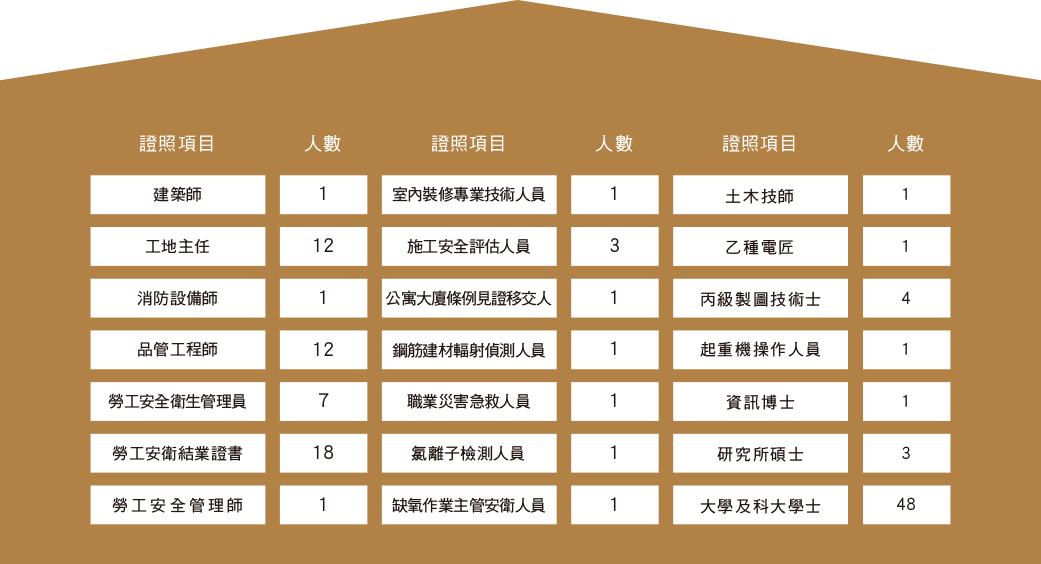 證照項目 人數 證照項目 人數 證照項目 人數
建築師 1 室內裝修專業技術人員 1 土木技師 1
工地主任 12 施工安全評估人員 3 乙種電匠 1
消防設備師 1 公寓大廈條例見證移交人 1 丙級製圖技術士 4
品管工程師 12 鋼筋建材輻射偵測人員 1 起重機操作人員 1
勞工安全衛生管理員 7 職業災害急救人員 1 資訊博士 1
勞工安衛結業證書 18 氯離子檢測人員 1 研究所碩士 3
勞工安全管理師 1 缺氧作業主管安衛人員 1 大學及科大學士 48